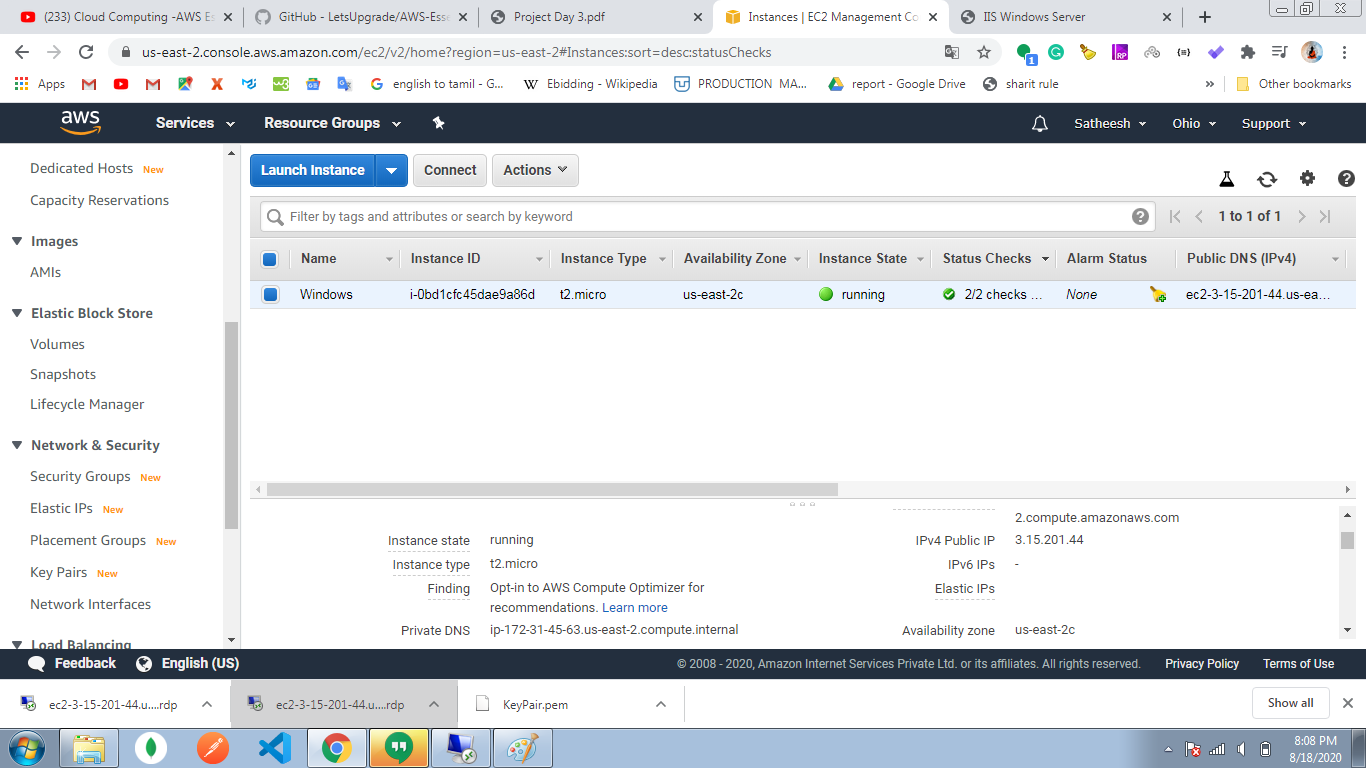 (233) Cloud Computing -AWS Es
GitHub - LetsUpgrade/AWS-Esse
Project Day 3.pdf
Instances | EC2 Management Co
IIS Windows Server
us-east-2.console.aws.amazon.com/ec2/v2/home?region=us-east-2#Instances:sort=desc:statusChecks
1
RP
Apps
english to tamil - G...
W Ebidding - Wikipedia
PRODUCTION MA...
report - Google Drive
sharit rule
»
Other bookmarks
aws
Services
Resource Groups
Satheesh
Ohio
Support
Dedicated Hosts New
Capacity Reservations
Images
AMIs
Elastic Block Store
Volumes
Snapshots
Lifecycle Manager
Network & Security
Security Groups New
Elastic IPs New
Placement Groups New
Key Pairs New
Network Interfaces
Load Balancing
Launch Instance
Connect
Actions
Filter by tags and attributes or search by keyword
1 to 1 of 1
Name Instance ID Instance Type Availability Zone Instance State Status Checks Alarm Status Public DNS (IPv4)
Windows i-0bd1cfc45dae9a86d t2.micro us-east-2c running 2/2 checks ... None ec2-3-15-201-44.us-ea...
2.compute.amazonaws.com
Instance state running
IPv4 Public IP 3.15.201.44
Instance type t2.micro
IPv6 IPs -
Finding Opt-in to AWS Compute Optimizer for
recommendations. Learn more
Elastic IPs
Private DNS ip-172-31-45-63.us-east-2.compute.internal
Availability zone us-east-2c
Feedback
English (US)
© 2008 - 2020, Amazon Internet Services Private Ltd. or its affiliates. All rights reserved.
Privacy Policy
Terms of Use
ec2-3-15-201-44.u....rdp
ec2-3-15-201-44.u....rdp
KeyPair.pem
Show all
8:08 PM
8/18/2020